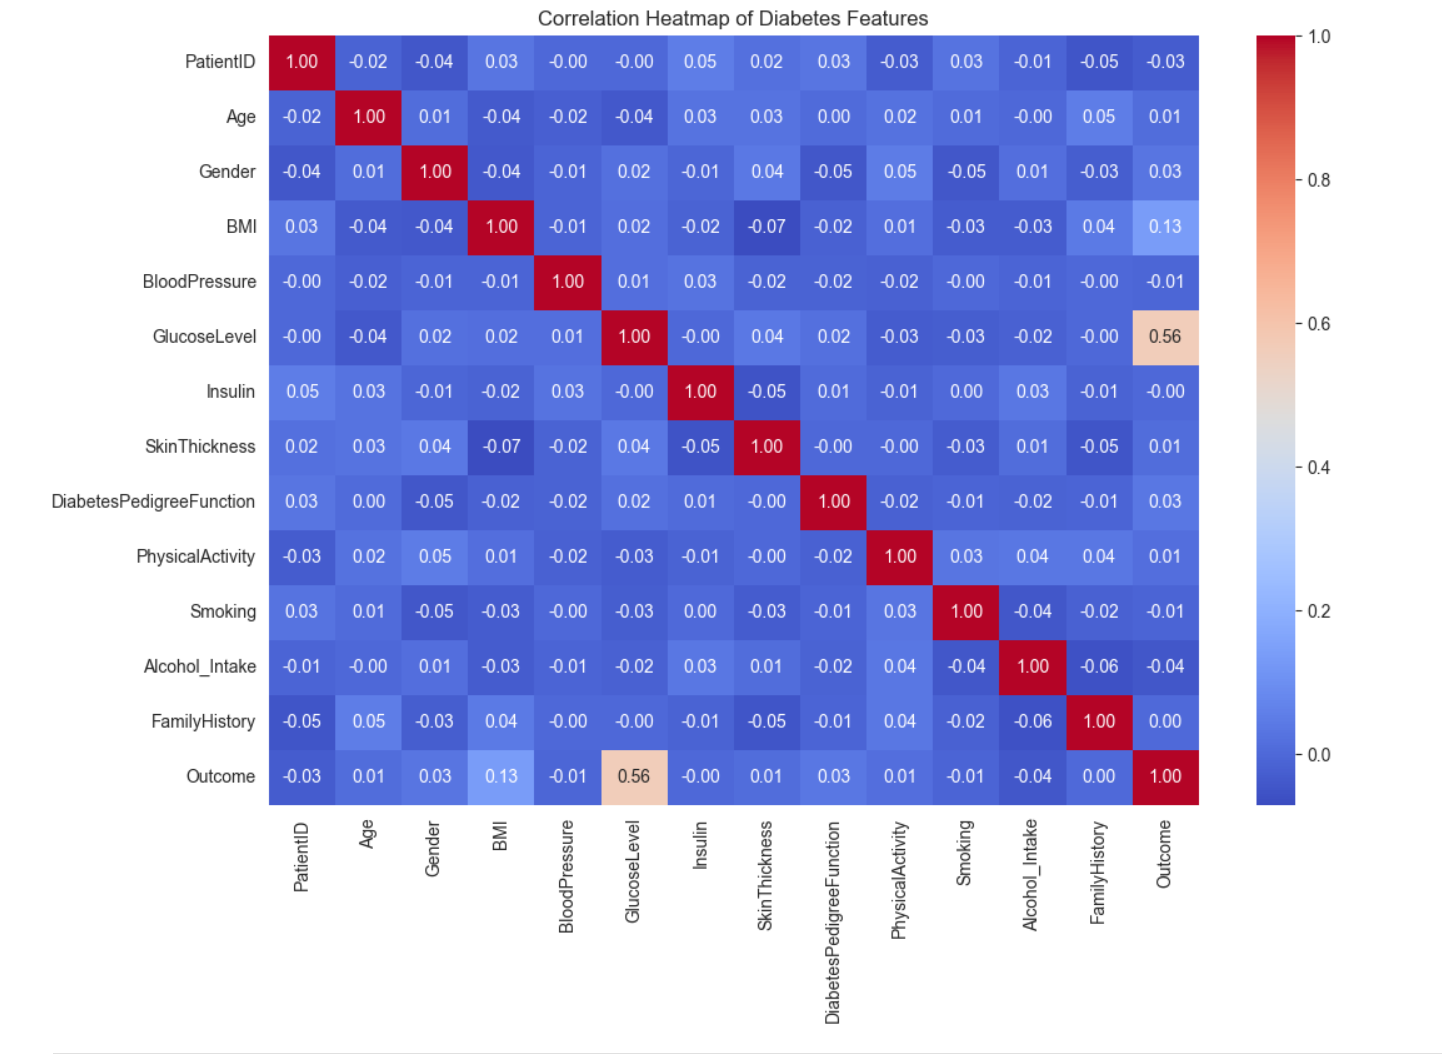 Correlation Heatmap of Diabetes Features
PatientID 1.00 -0.02 -0.04 0.03 -0.00 -0.00 0.05 0.02 0.03 -0.03 0.03 -0.01 -0.05 -0.03
Age -0.02 1.00 0.01 -0.04 -0.02 -0.04 0.03 0.03 0.00 0.02 0.01 -0.00 0.05 0.01
Gender -0.04 0.01 1.00 -0.04 -0.01 0.02 -0.01 0.04 -0.05 0.05 -0.05 0.01 -0.03 0.03
BMI 0.03 -0.04 -0.04 1.00 -0.01 0.02 -0.02 -0.07 -0.02 0.01 -0.03 -0.03 0.04 0.13
BloodPressure -0.00 -0.02 -0.01 -0.01 1.00 0.01 0.03 -0.02 -0.02 -0.02 -0.00 -0.01 -0.00 -0.01
GlucoseLevel -0.00 -0.04 0.02 0.02 0.01 1.00 -0.00 0.04 0.02 -0.03 -0.03 -0.02 -0.00 0.56
Insulin 0.05 0.03 -0.01 -0.02 0.03 -0.00 1.00 -0.05 0.01 -0.01 0.00 0.03 -0.01 -0.00
SkinThickness 0.02 0.03 0.04 -0.07 -0.02 0.04 -0.05 1.00 -0.00 -0.00 -0.03 0.01 -0.05 0.01
DiabetesPedigreeFunction 0.03 0.00 -0.05 -0.02 -0.02 0.02 0.01 -0.00 1.00 -0.02 -0.01 -0.02 -0.01 0.03
PhysicalActivity -0.03 0.02 0.05 0.01 -0.02 -0.03 -0.01 -0.00 -0.02 1.00 0.03 0.04 0.04 0.01
Smoking 0.03 0.01 -0.05 -0.03 -0.00 -0.03 0.00 -0.03 -0.01 0.03 1.00 -0.04 -0.02 -0.01
Alcohol_Intake -0.01 -0.00 0.01 -0.03 -0.01 -0.02 0.03 0.01 -0.02 0.04 -0.04 1.00 -0.06 -0.04
FamilyHistory -0.05 0.05 -0.03 0.04 -0.00 -0.00 -0.01 -0.05 -0.01 0.04 -0.02 -0.06 1.00 0.00
Outcome -0.03 0.01 0.03 0.13 -0.01 0.56 -0.00 0.01 0.03 0.01 -0.01 -0.04 0.00 1.00
PatientID
Age
Gender
BMI
BloodPressure
GlucoseLevel
Insulin
SkinThickness
DiabetesPedigreeFunction
PhysicalActivity
Smoking
Alcohol_Intake
FamilyHistory
Outcome
1.0
0.8
0.6
0.4
0.2
0.0